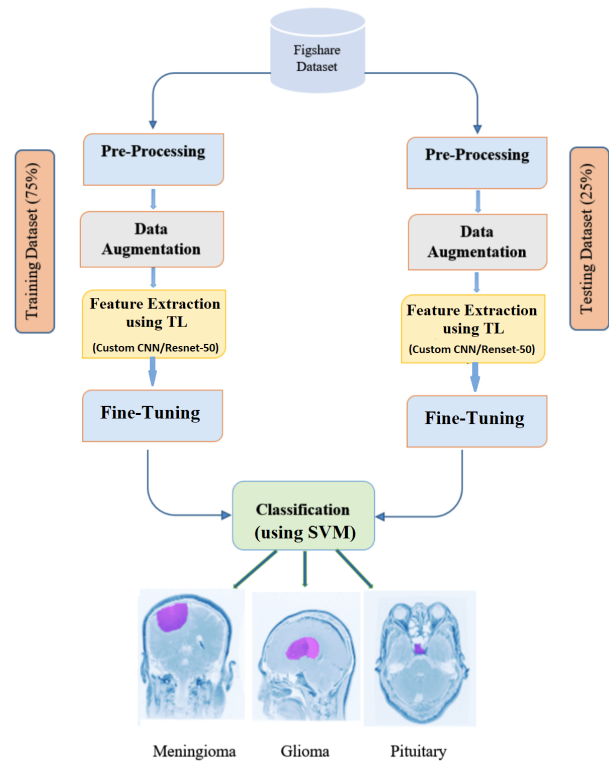 Figshare
Dataset
Training Dataset (75%)
Pre-Processing
Data
Augmentation
Feature Extraction
using TL
(Custom CNN/Resnet-50)
Fine-Tuning
Pre-Processing
Data
Augmentation
Feature Extraction
using TL
(Custom CNN/Renset-50)
Fine-Tuning
Testing Dataset (25%)
Classification
(using SVM)
Meningioma
Glioma
Pituitary